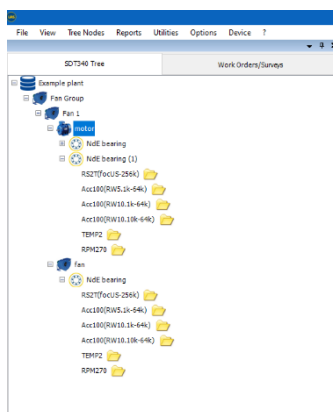 File View Tree Nodes Reports Utilities Options Device ?
SDT340 Tree Work Orders/Surveys
Example plant
Fan Group
Fan 1
motor
NdE bearing
NdE bearing (1)
RS2T(focUS-256k)
Acc100(RW5.1k-64k)
Acc100(RW10.1k-64k)
Acc100(RW10.10k-64k)
TEMP2
RPM270
fan
NdE bearing
RS2T(focUS-256k)
Acc100(RW5.1k-64k)
Acc100(RW10.1k-64k)
Acc100(RW10.10k-64k)
TEMP2
RPM270